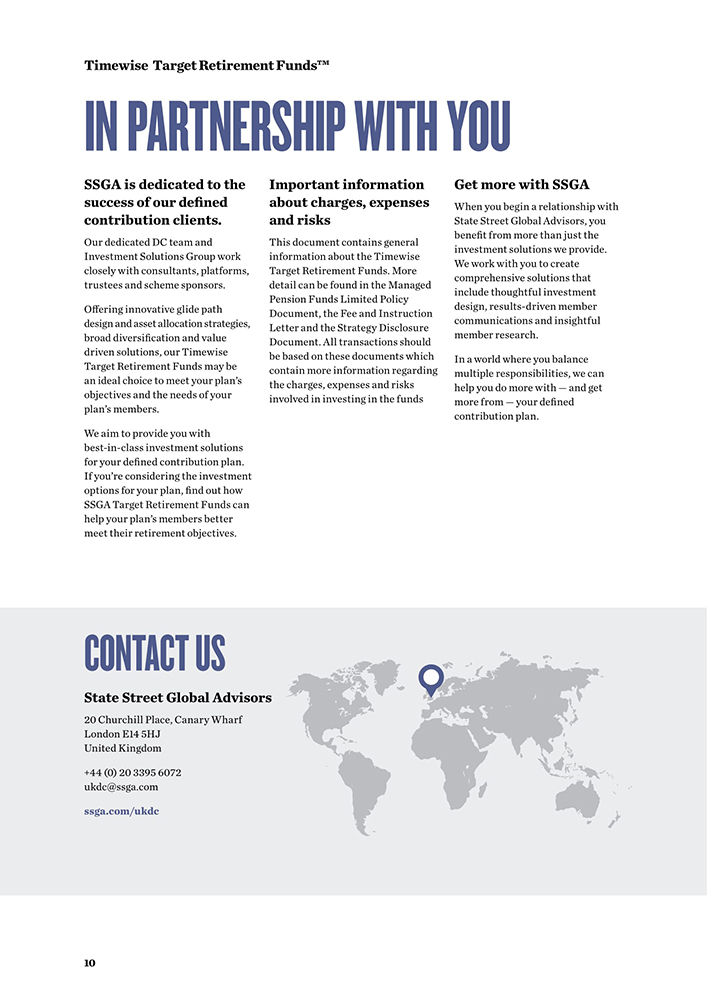 Timewise Target Retirement Funds™
IN PARTNERSHIP WITH YOU
SSGA is dedicated to the
success of our defined
contribution clients.
Our dedicated DC team and
Investment Solutions Group work
closely with consultants, platforms,
trustees and scheme sponsors.
Offering innovative glide path
design and asset allocation strategies,
broad diversification and value
driven solutions, our Timewise
Target Retirement Funds may be
an ideal choice to meet your plan's
objectives and the needs of your
plan's members.
We aim to provide you with
best-in-class investment solutions
for your defined contribution plan.
If you're considering the investment
options for your plan, find out how
SSGA Target Retirement Funds can
help your plan's members better
meet their retirement objectives.
Important information
about charges, expenses
and risks
This document contains general
information about the Timewise
Target Retirement Funds. More
detail can be found in the Managed
Pension Funds Limited Policy
Document, the Fee and Instruction
Letter and the Strategy Disclosure
Document. All transactions should
be based on these documents which
contain more information regarding
the charges, expenses and risks
involved in investing in the funds
Get more with SSGA
When you begin a relationship with
State Street Global Advisors, you
benefit from more than just the
investment solutions we provide.
We work with you to create
comprehensive solutions that
include thoughtful investment
design, results-driven member
communications and insightful
member research.
In a world where you balance
multiple responsibilities, we can
help you do more with — and get
more from — your defined
contribution plan.
CONTACT US
State Street Global Advisors
20 Churchill Place, Canary Wharf
London E14 5HJ
United Kingdom
+44 (0) 20 3395 6072
ukdc@ssga.com
ssga.com/ukdc
10